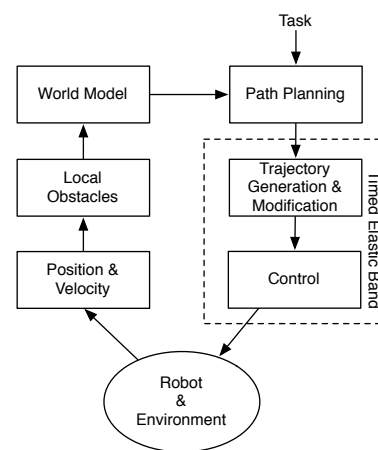 Task
World Model
Path Planning
Local
Obstacles
Trajectory
Generation &
Modification
Timed Elastic Band
Position &
Velocity
Control
Robot
&
Environment